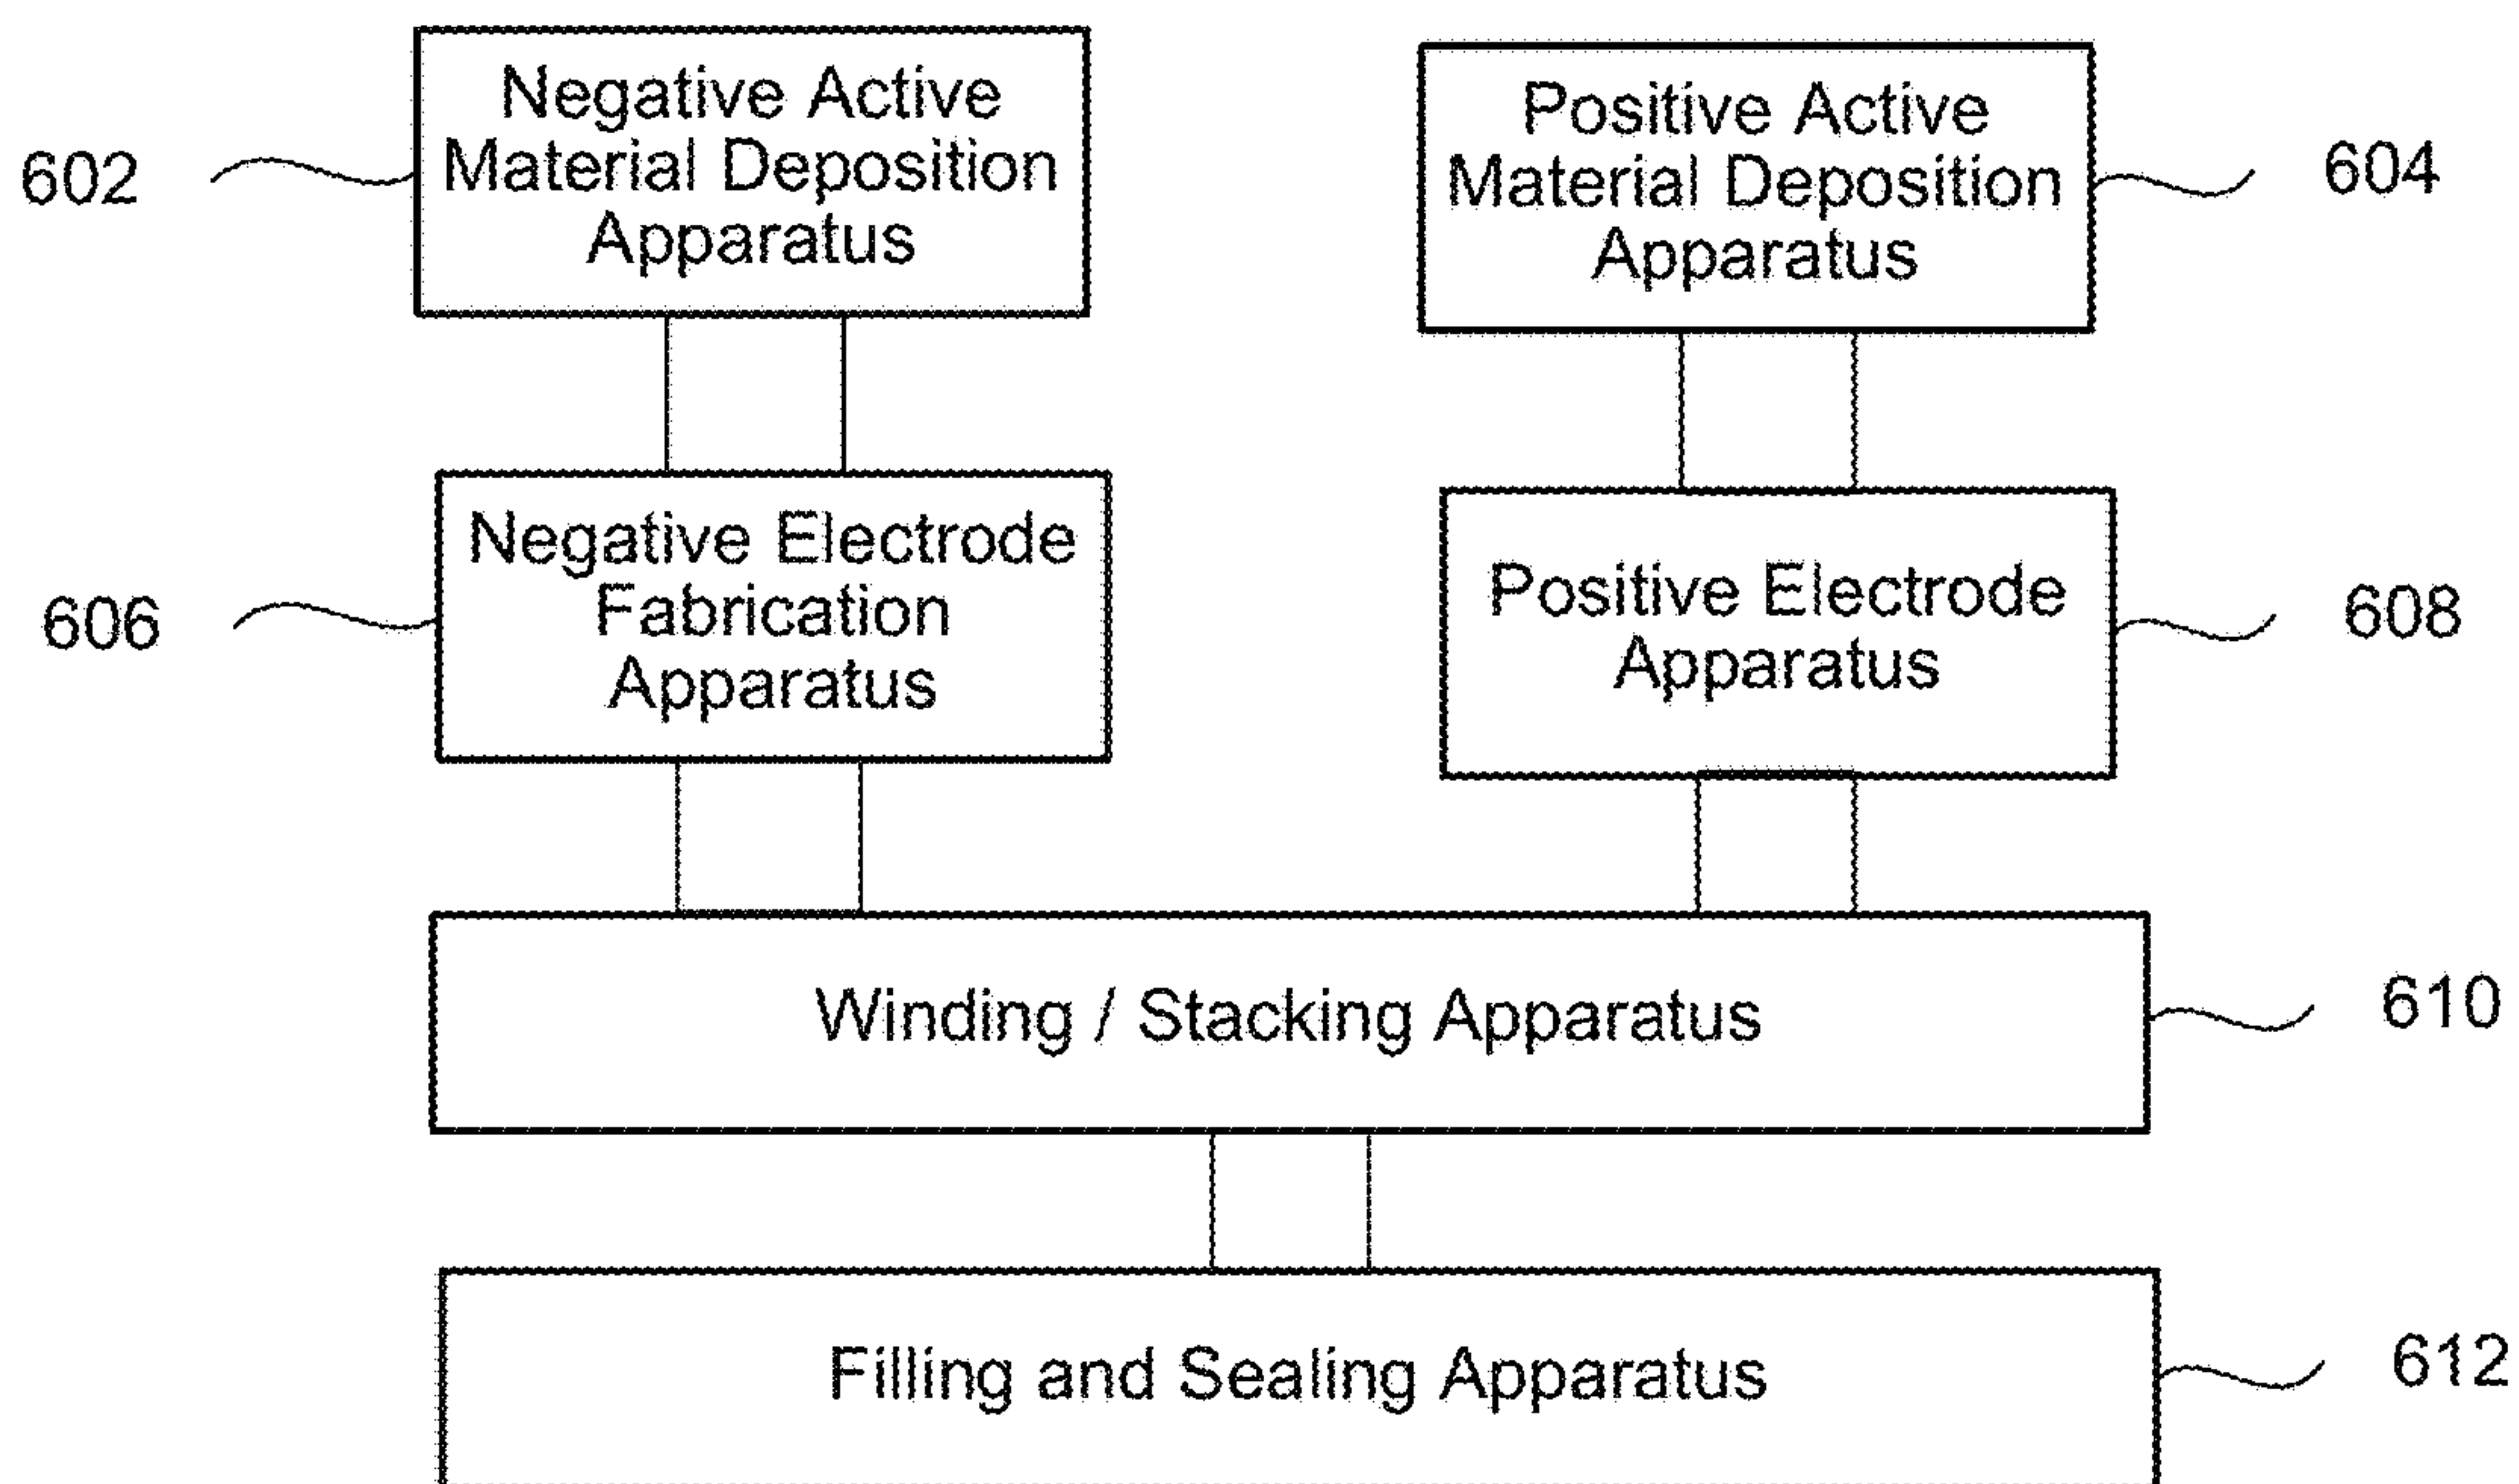 Negative Active
Material Deposition
Apparatus
602
Positive Active
Material Deposition
Apparatus
604
Negative Electrode
Fabrication
Apparatus
606
Positive Electrode
Apparatus
608
Winding / Stacking Apparatus
610
Filling and Sealing Apparatus
612